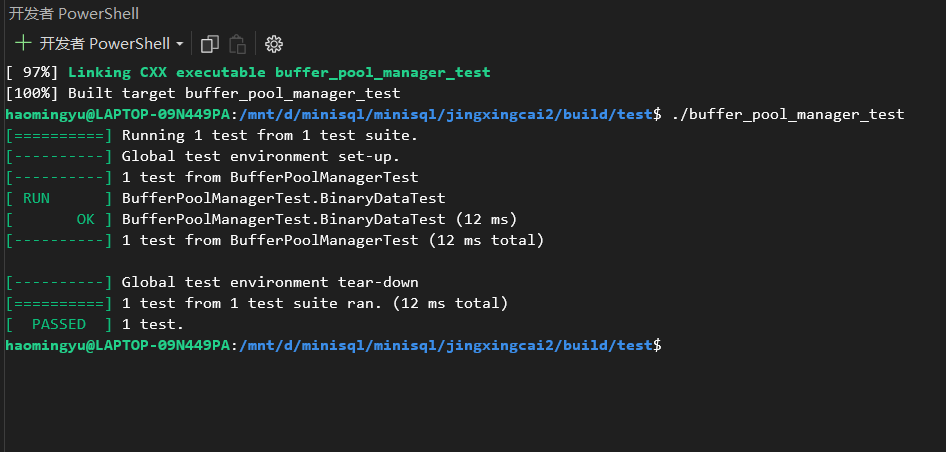 开发者 PowerShell
开发者 PowerShell
[ 97%] Linking CXX executable buffer_pool_manager_test
[100%] Built target buffer_pool_manager_test
haomingyu@LAPTOP-09N449PA:/mnt/d/minisql/minisql/jingxingcai2/build/test$ ./buffer_pool_manager_test
[==========] Running 1 test from 1 test suite.
[----------] Global test environment set-up.
[----------] 1 test from BufferPoolManagerTest
[ RUN      ] BufferPoolManagerTest.BinaryDataTest
[       OK ] BufferPoolManagerTest.BinaryDataTest (12 ms)
[----------] 1 test from BufferPoolManagerTest (12 ms total)
[----------] Global test environment tear-down
[==========] 1 test from 1 test suite ran. (12 ms total)
[  PASSED  ] 1 test.
haomingyu@LAPTOP-09N449PA:/mnt/d/minisql/minisql/jingxingcai2/build/test$